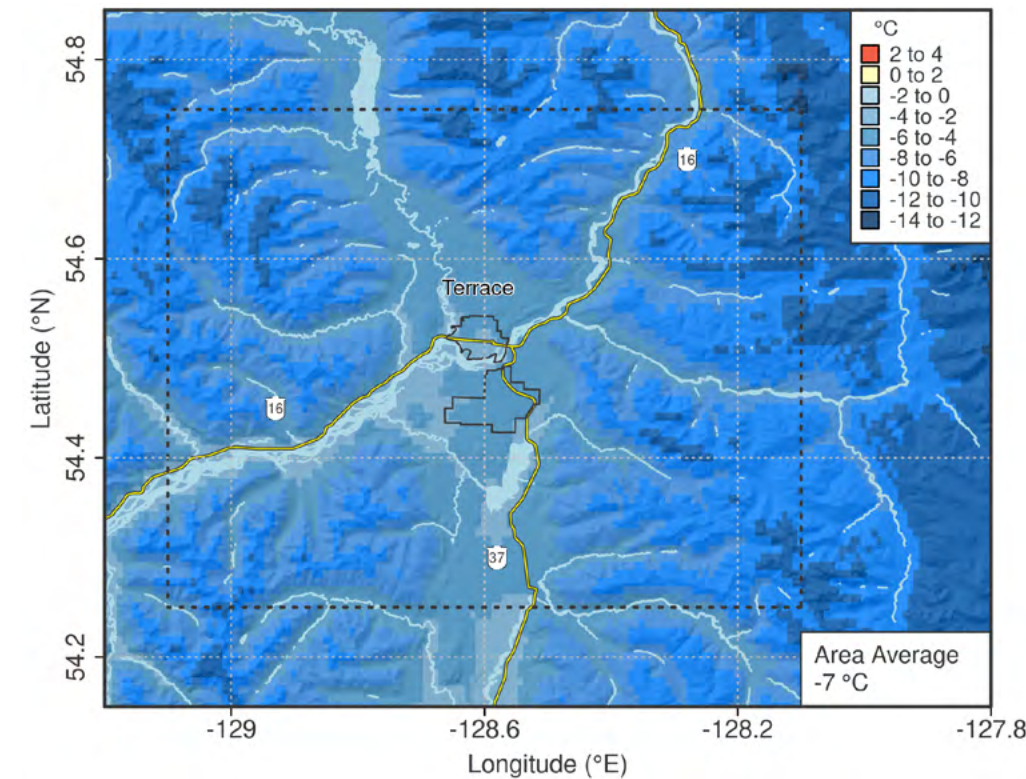 54.8
54.6
54.4
54.2
Latitude (°N)
ºC
2 to 4
0 to 2
-2 to 0
-4 to -2
-6 to -4
-8 to -6
-10 to -8
-12 to -10
-14 to -12
16
Terrace
16
37
Area Average
-7 ºC
-129
-128.6
-128.2
-127.8
Longitude (°E)